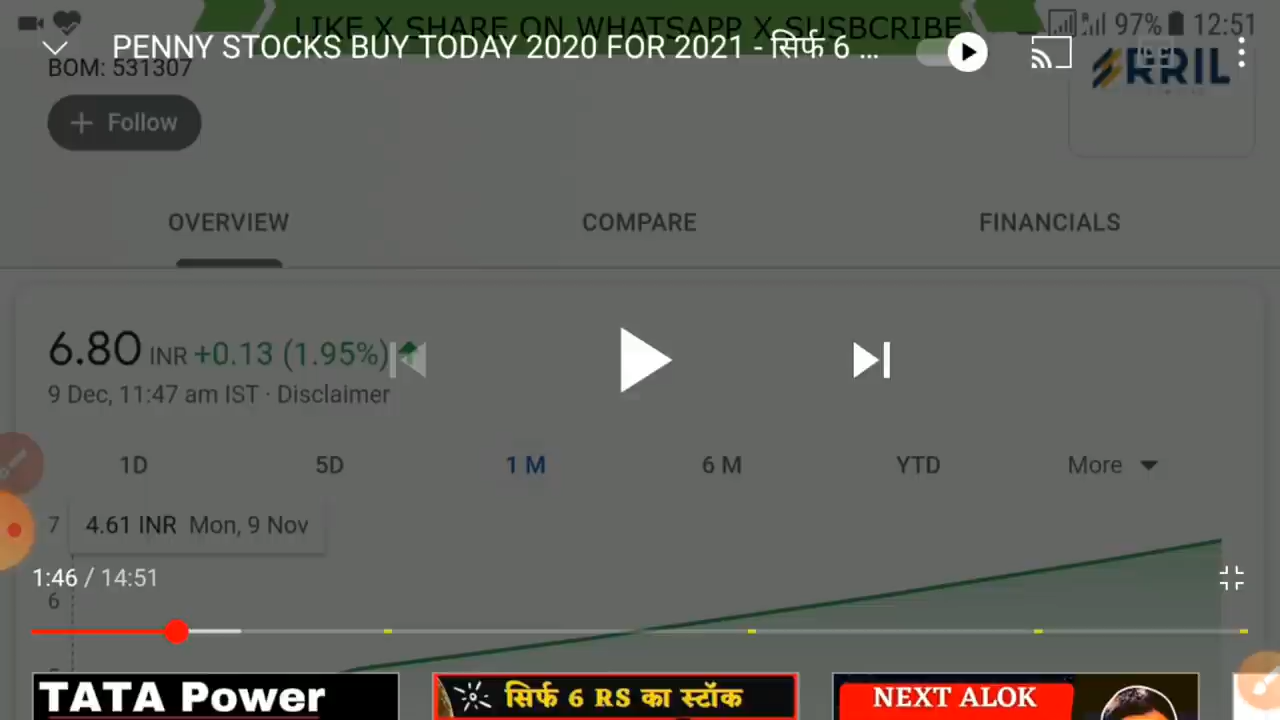 LIKE X SHARE ON WHATSAPP X SUSBCRIBE
97% 12:51
PENNY STOCKS BUY TODAY 2020 FOR 2021 - सिर्फ 6 ...
BOM: 531307
RRIL
+ Follow
OVERVIEW COMPARE FINANCIALS
6.80 INR +0.13 (1.95%)
9 Dec, 11:47 am IST · Disclaimer
1D 5D 1 M 6 M YTD More
7 4.61 INR Mon, 9 Nov
1:46 / 14:51
6
TATA Power सिर्फ 6 RS का स्टॉक NEXT ALOK